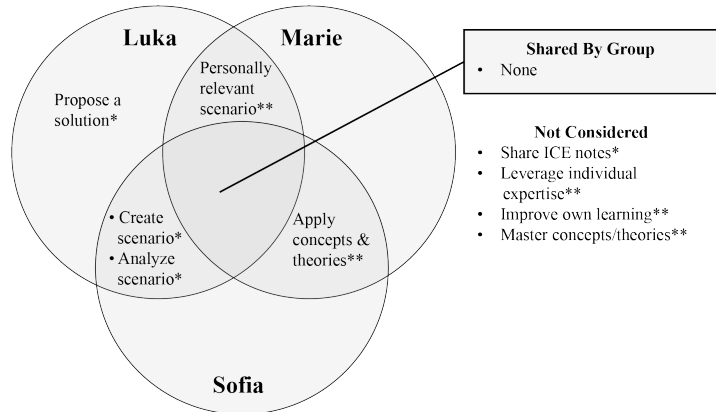 Luka
Marie
Personally
relevant
scenario**
Propose a
solution*
• Create
scenario*
• Analyze
scenario*
Apply
concepts &
theories**
Sofia
Shared By Group
• None
Not Considered
• Share ICE notes*
• Leverage individual
expertise**
• Improve own learning**
• Master concepts/theories**